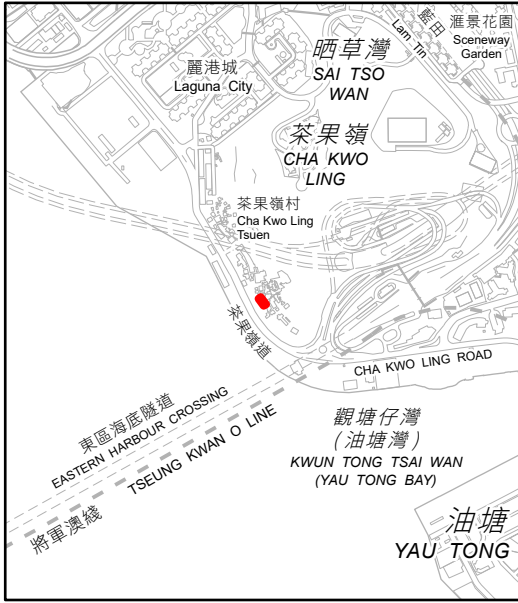 藍田
Lam Tin
滙景花園
Sceneway
Garden
晒草灣
SAI TSO
WAN
麗港城
Laguna City
茶果嶺
CHA KWO
LING
茶果嶺村
Cha Kwo Ling
Tsuen
茶果嶺道
CHA KWO LING ROAD
東區海底隧道
EASTERN HARBOUR CROSSING
TSEUNG KWAN O LINE
將軍澳綫
觀塘仔灣
(油塘灣)
KWUN TONG TSAI WAN
(YAU TONG BAY)
油塘
YAU TONG